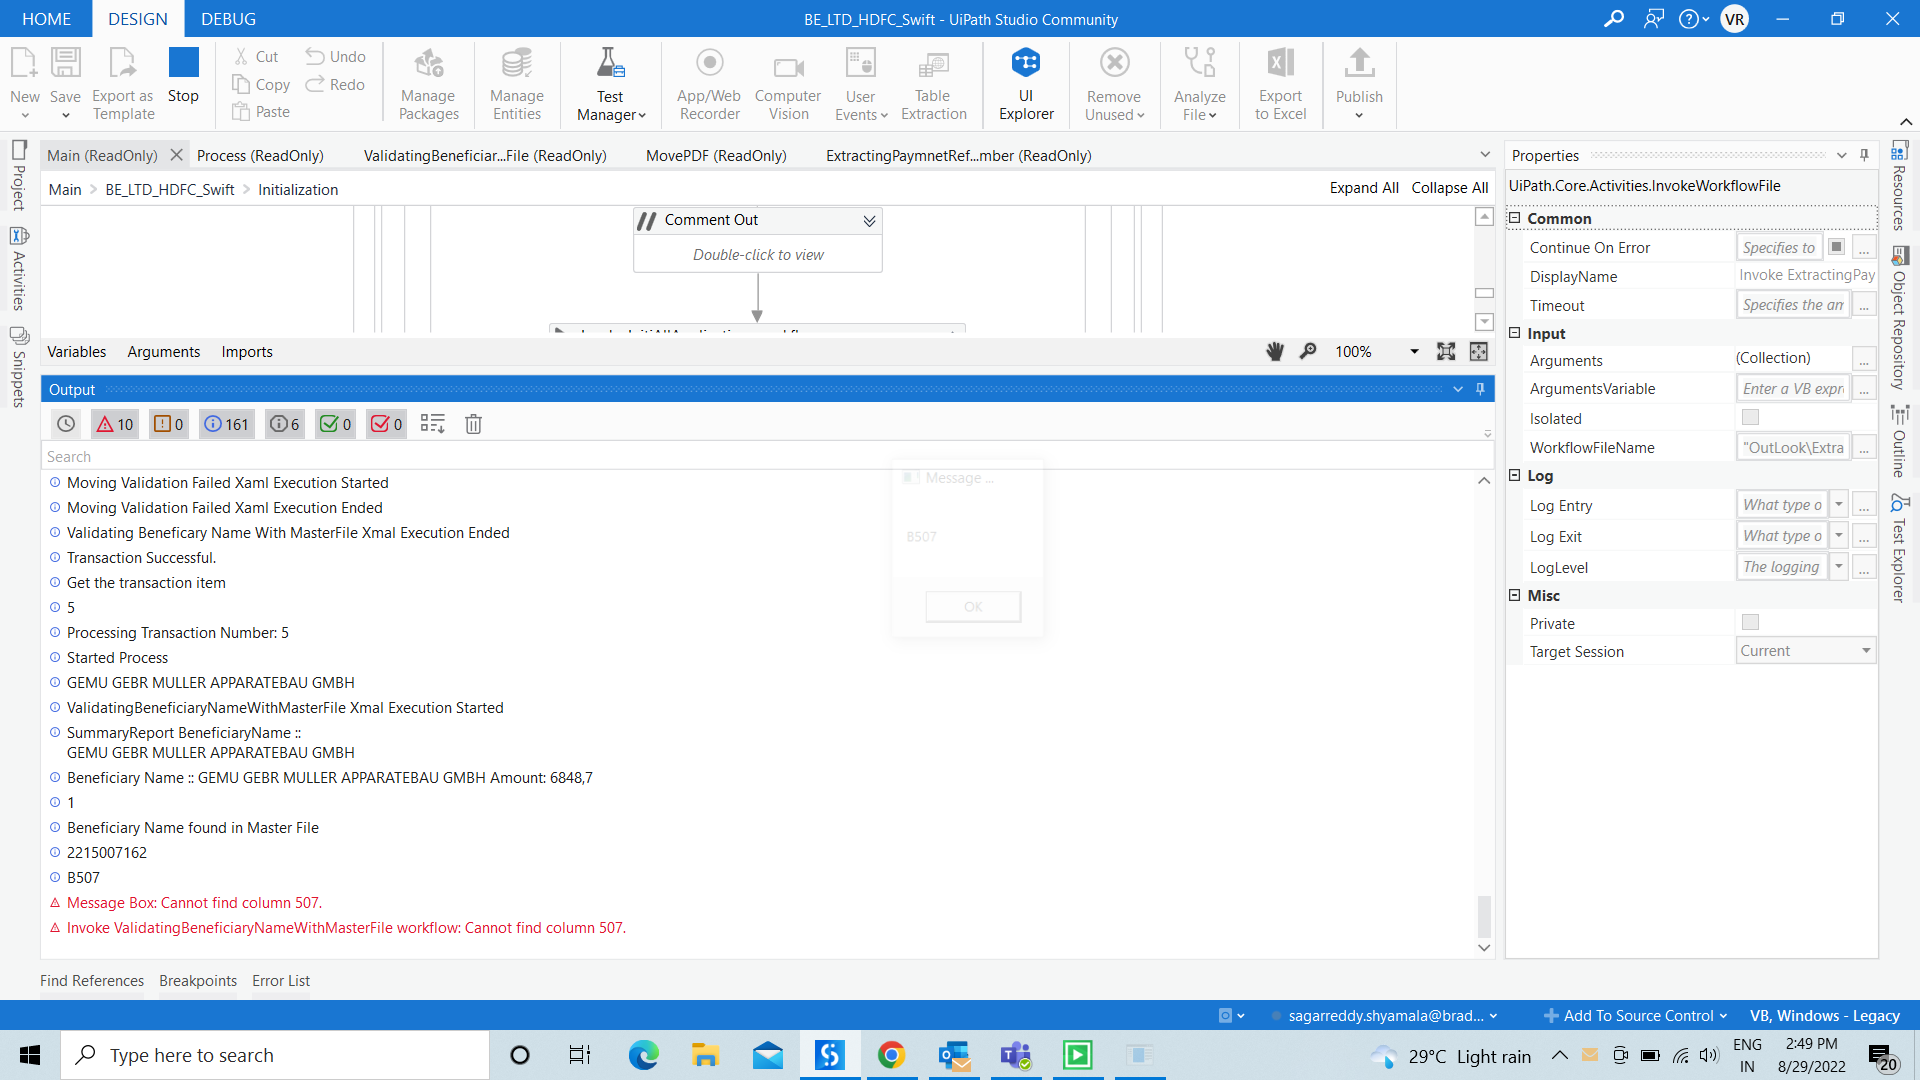 HOME DESIGN DEBUG
BE_LTD_HDFC_Swift - UiPath Studio Community
VR
New
Save
Export as
Template
Stop
Cut
Copy
Paste
Undo
Redo
Manage
Packages
Manage
Entities
Test
Manager
App/Web
Recorder
Computer
Vision
User
Events
Table
Extraction
UI
Explorer
Remove
Unused
Analyze
File
Export
to Excel
Publish
Project
Activities
Snippets
Main (ReadOnly)
Process (ReadOnly)
ValidatingBeneficiar...File (ReadOnly)
MovePDF (ReadOnly)
ExtractingPaymnetRef...mber (ReadOnly)
Main > BE_LTD_HDFC_Swift > Initialization
Expand All Collapse All
// Comment Out
Double-click to view
Variables Arguments Imports
100%
Output
10
0
161
6
0
0
Search
Moving Validation Failed Xaml Execution Started
Moving Validation Failed Xaml Execution Ended
Validating Beneficary Name With MasterFile Xmal Execution Ended
Transaction Successful.
Get the transaction item
5
Processing Transaction Number: 5
Started Process
GEMU GEBR MULLER APPARATEBAU GMBH
ValidatingBeneficiaryNameWithMasterFile Xmal Execution Started
SummaryReport BeneficiaryName ::
GEMU GEBR MULLER APPARATEBAU GMBH
Beneficiary Name :: GEMU GEBR MULLER APPARATEBAU GMBH Amount: 6848,7
1
Beneficiary Name found in Master File
2215007162
B507
Message Box: Cannot find column 507.
Invoke ValidatingBeneficiaryNameWithMasterFile workflow: Cannot find column 507.
Message ...
B507
OK
Find References Breakpoints Error List
Properties
UiPath.Core.Activities.InvokeWorkflowFile
Common
Continue On Error Specifies to ...
DisplayName Invoke ExtractingPay
Timeout Specifies the am ...
Input
Arguments (Collection) ...
ArgumentsVariable Enter a VB expr ...
Isolated
WorkflowFileName "OutLook\Extra ...
Log
Log Entry What type o ...
Log Exit What type o ...
LogLevel The logging ...
Misc
Private
Target Session Current
Resources
Object Repository
Outline
Test Explorer
sagarreddy.shyamala@brad...
Add To Source Control
VB, Windows - Legacy
Type here to search
29°C Light rain
ENG
IN
2:49 PM
8/29/2022
20